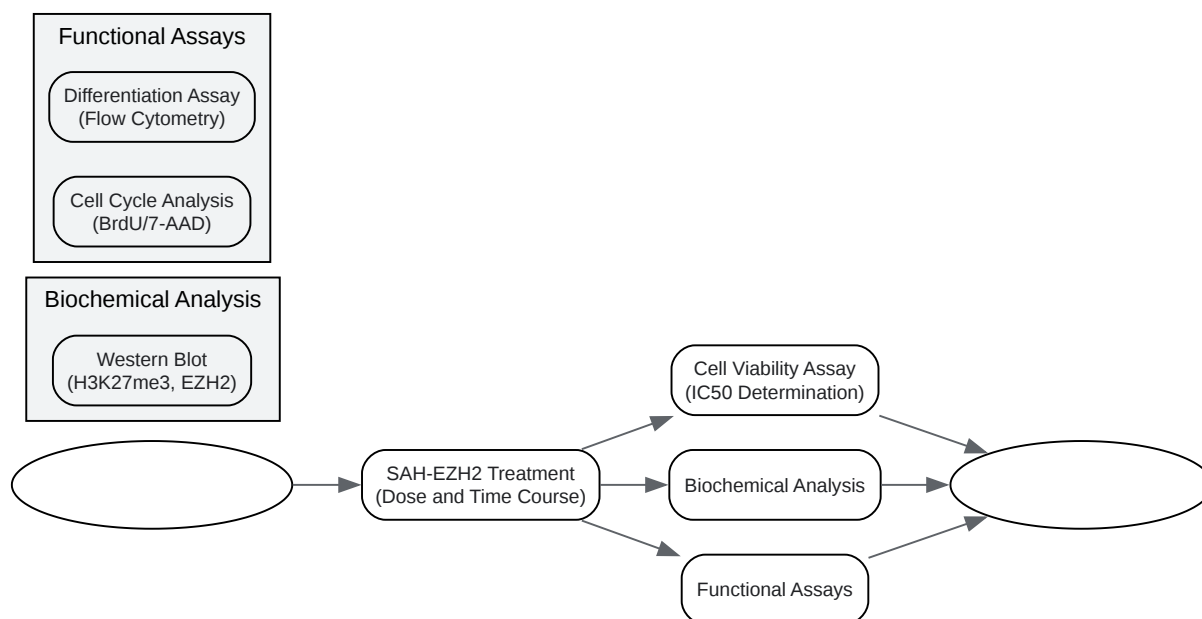 Functional Assays
Differentiation Assay
(Flow Cytometry)
Cell Cycle Analysis
(BrdU/7-AAD)
Biochemical Analysis
Western Blot
(H3K27me3, EZH2)
Cell Viability Assay
(IC50 Determination)
SAH-EZH2 Treatment
(Dose and Time Course)
Biochemical Analysis
Functional Assays